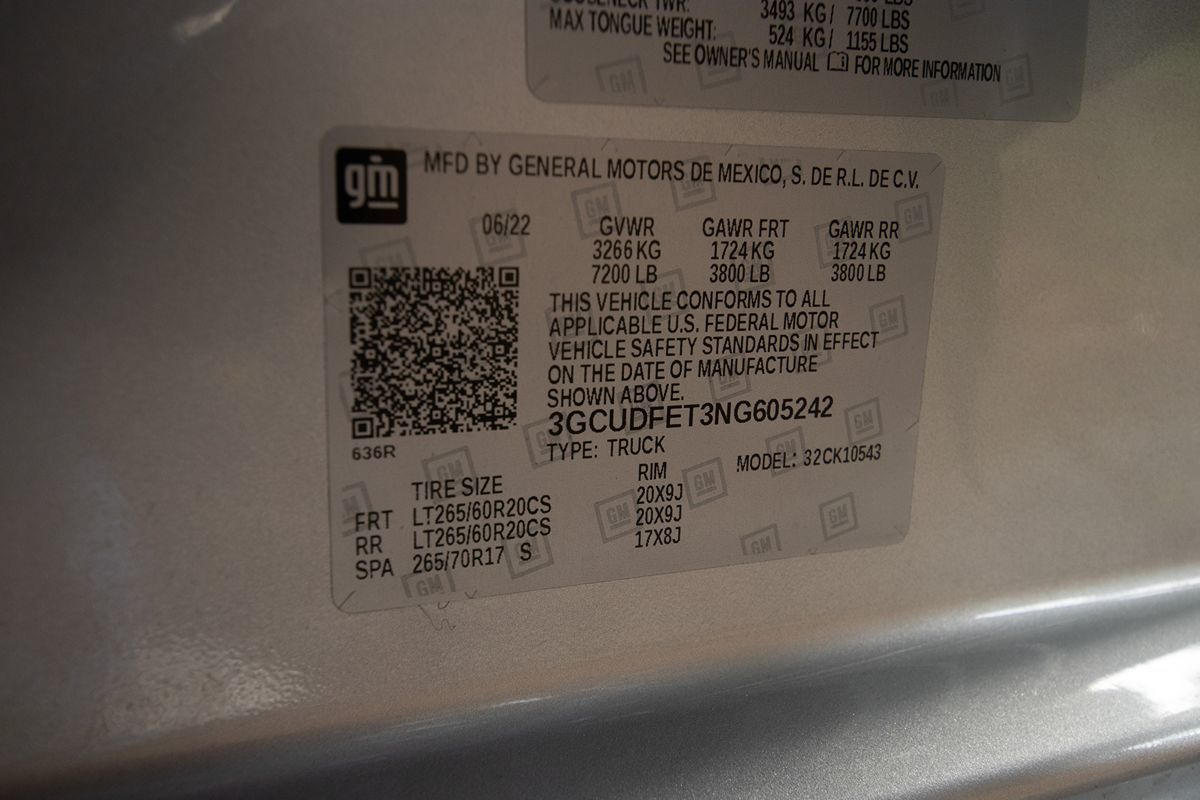 3493 KG/ 7700 LBS
MAX TONGUE WEIGHT: 524 KG/ 1155 LBS
SEE OWNER'S MANUAL FOR MORE INFORMATION
gm
MFD BY GENERAL MOTORS DE MEXICO, S. DE R.L. DE C.V.
06/22 GVWR GAWR FRT GAWR RR
3266 KG 1724 KG 1724 KG
7200 LB 3800 LB 3800 LB
THIS VEHICLE CONFORMS TO ALL
APPLICABLE U.S. FEDERAL MOTOR
VEHICLE SAFETY STANDARDS IN EFFECT
ON THE DATE OF MANUFACTURE
SHOWN ABOVE.
3GCUDFET3NG605242
636R
TYPE: TRUCK
MODEL: 32CK10543
TIRE SIZE RIM
FRT LT265/60R20CS 20X9J
RR LT265/60R20CS 20X9J
SPA 265/70R17 S 17X8J